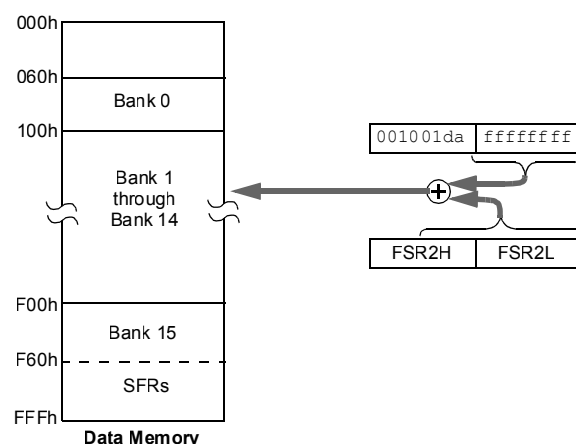 000h
060h
Bank 0
100h
001001da ffffffff
Bank 1
through
Bank 14
FSR2H FSR2L
F00h
Bank 15
F60h
SFRs
FFFh
Data Memory